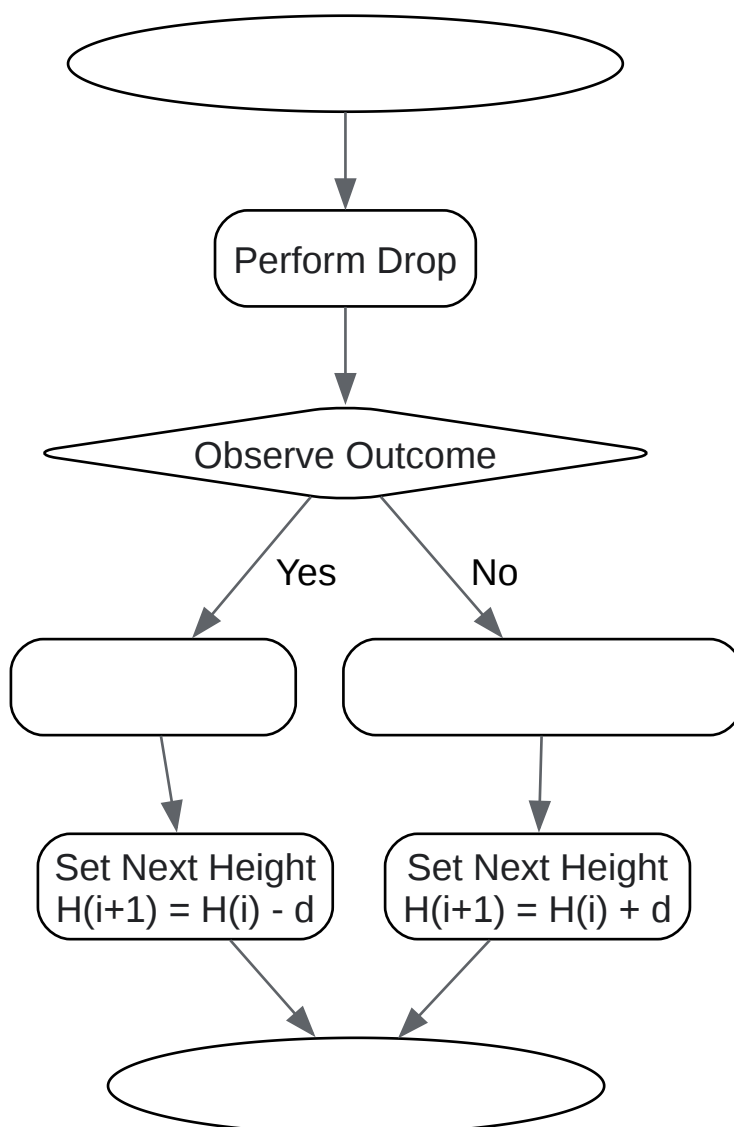 Perform Drop
Observe Outcome
Yes
No
Set Next Height
H(i+1) = H(i) - d
Set Next Height
H(i+1) = H(i) + d